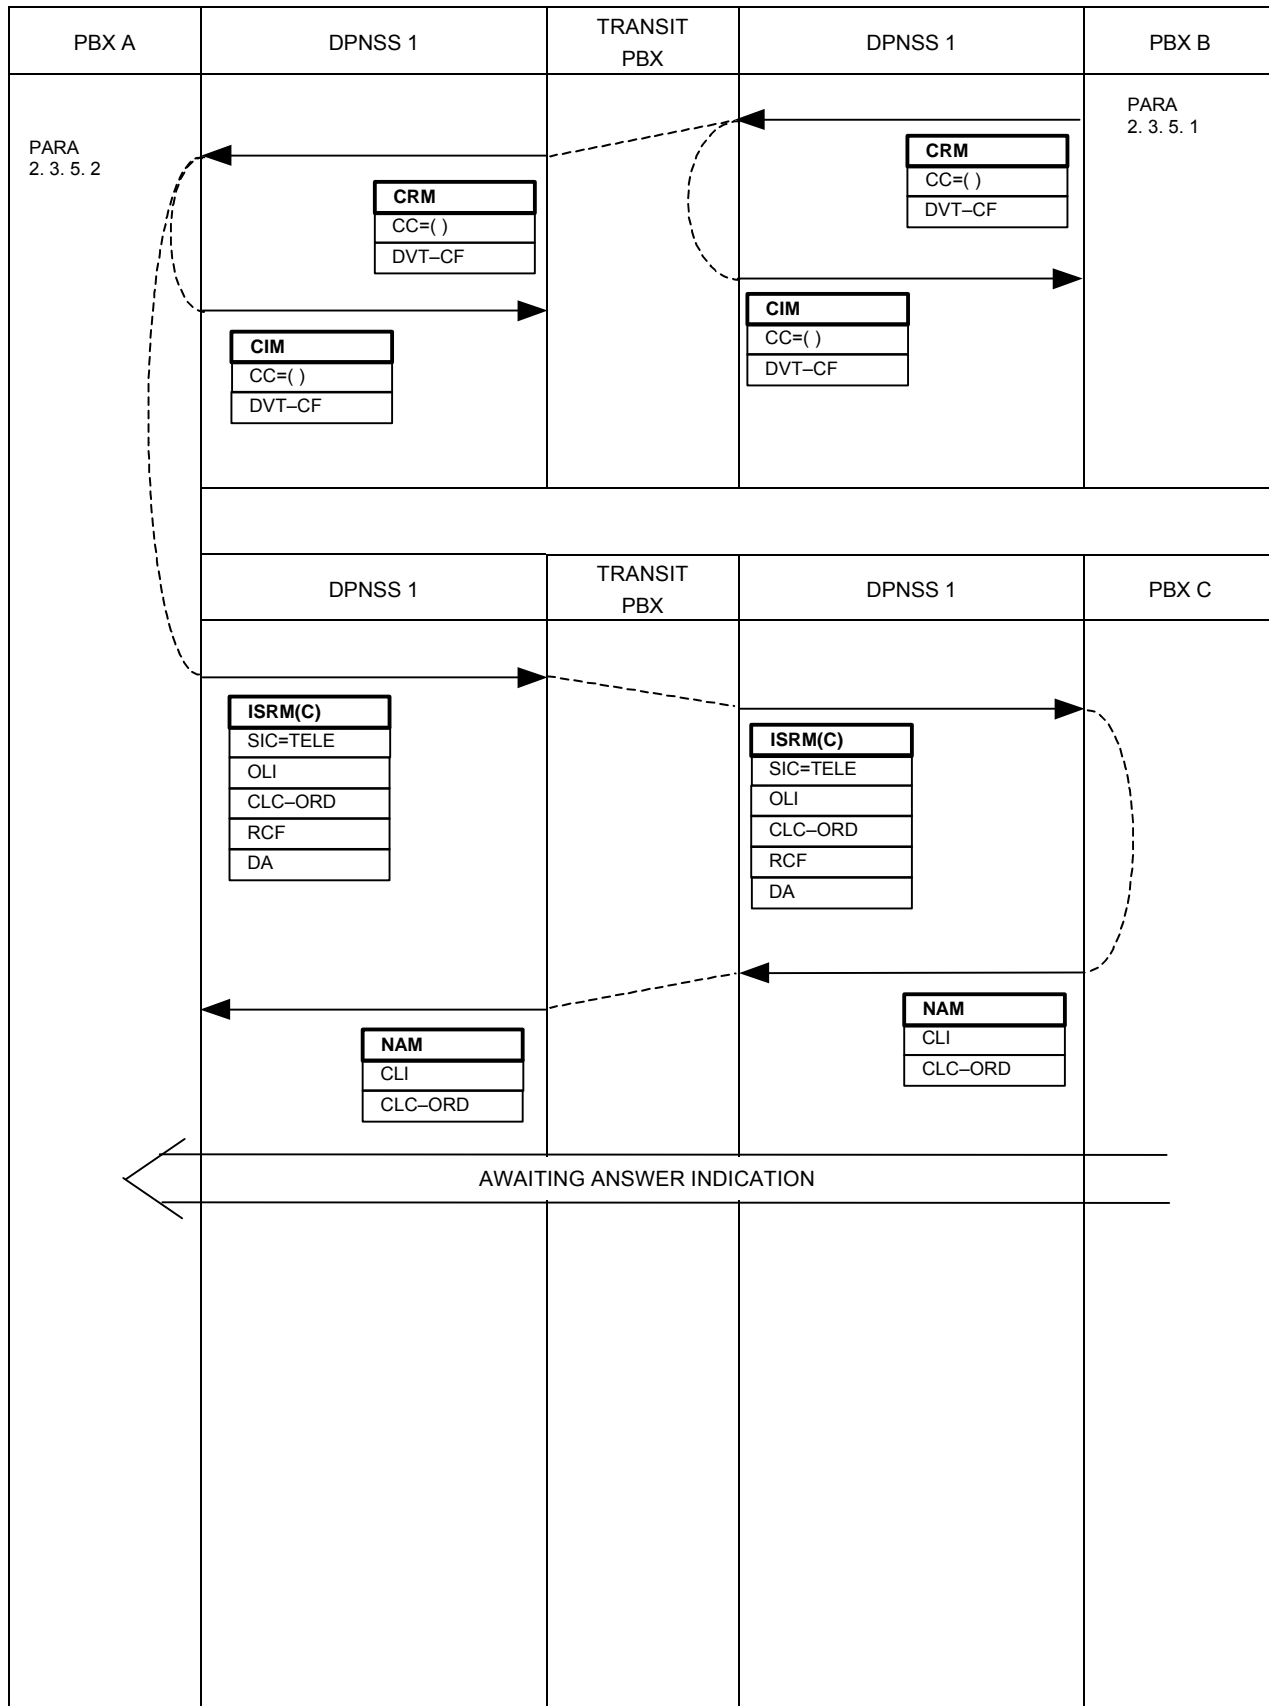 PBX A
DPNSS 1
TRANSIT
PBX
DPNSS 1
PBX B
PARA
2. 3. 5. 1
PARA
2. 3. 5. 2
CRM
CC=( )
DVT–CF
CRM
CC=( )
DVT–CF
CIM
CC=( )
DVT–CF
CIM
CC=( )
DVT–CF
DPNSS 1
TRANSIT
PBX
DPNSS 1
PBX C
ISRM(C)
SIC=TELE
OLI
CLC–ORD
RCF
DA
ISRM(C)
SIC=TELE
OLI
CLC–ORD
RCF
DA
NAM
CLI
CLC–ORD
NAM
CLI
CLC–ORD
AWAITING ANSWER INDICATION